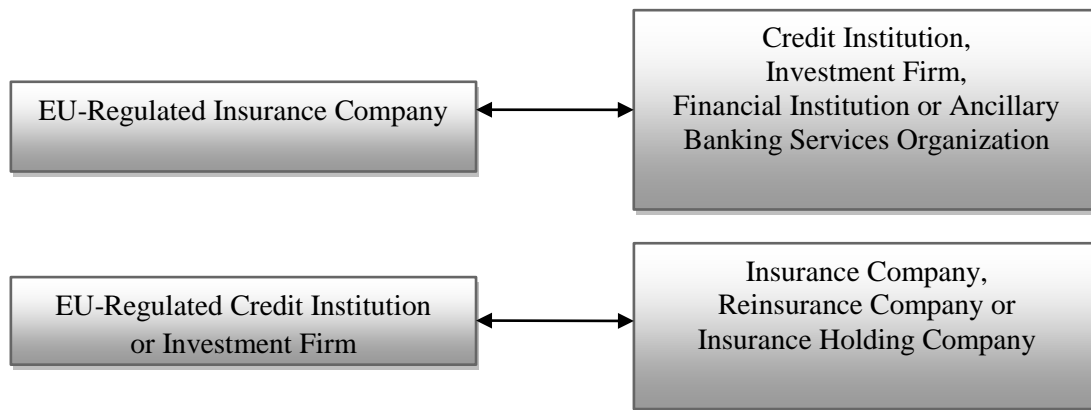 EU-Regulated Insurance Company
Credit Institution,
Investment Firm,
Financial Institution or Ancillary
Banking Services Organization
EU-Regulated Credit Institution
or Investment Firm
Insurance Company,
Reinsurance Company or
Insurance Holding Company